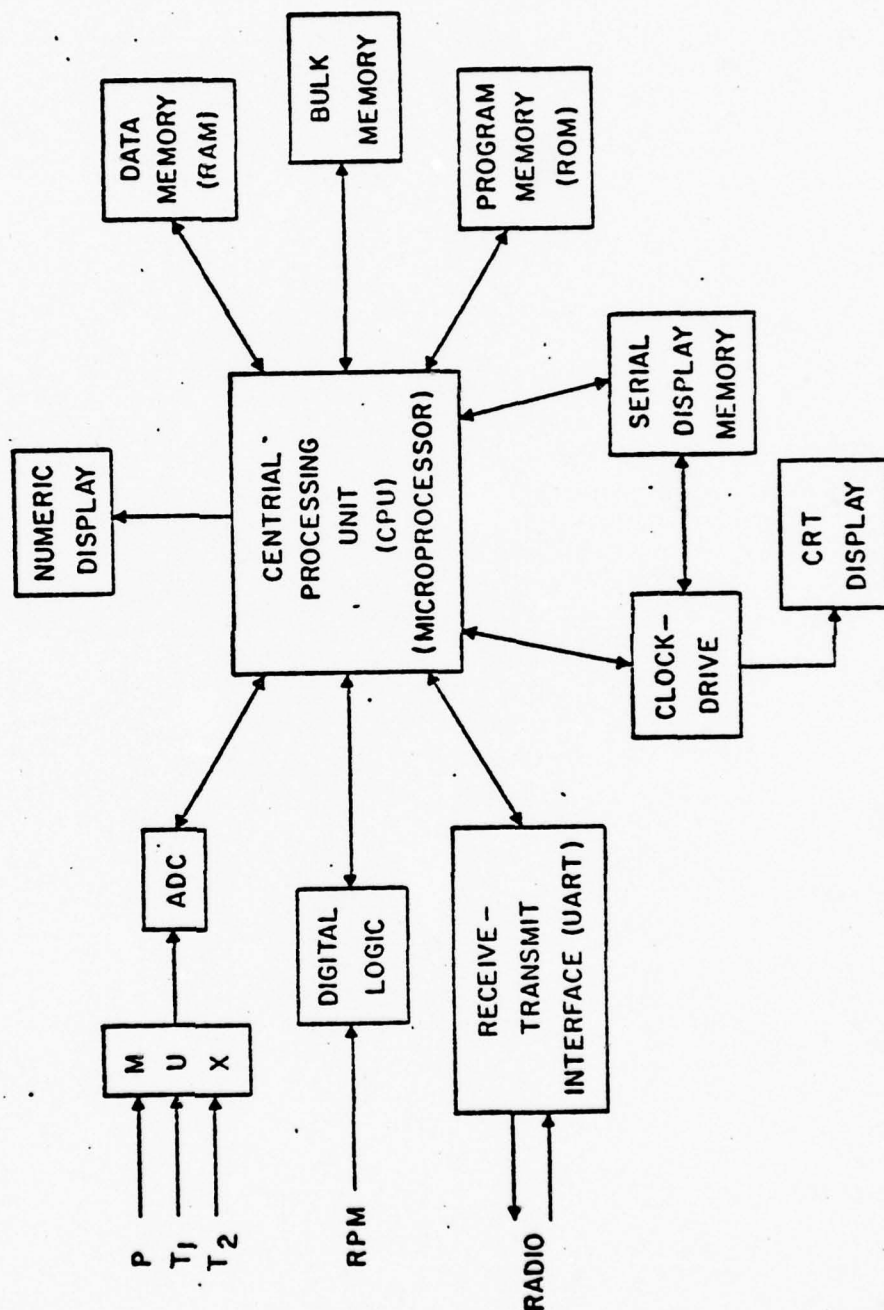 P
T1
T2
M
U
X
ADC
RPM
DIGITAL
LOGIC
RADIO
RECEIVE-
TRANSMIT
INTERFACE (UART)
NUMERIC
DISPLAY
CENTRIAL
PROCESSING
UNIT
(CPU)
(MICROPROCESSOR)
DATA
MEMORY
(RAM)
BULK
MEMORY
PROGRAM
MEMORY
(ROM)
CLOCK-
DRIVE
SERIAL
DISPLAY
MEMORY
CRT
DISPLAY